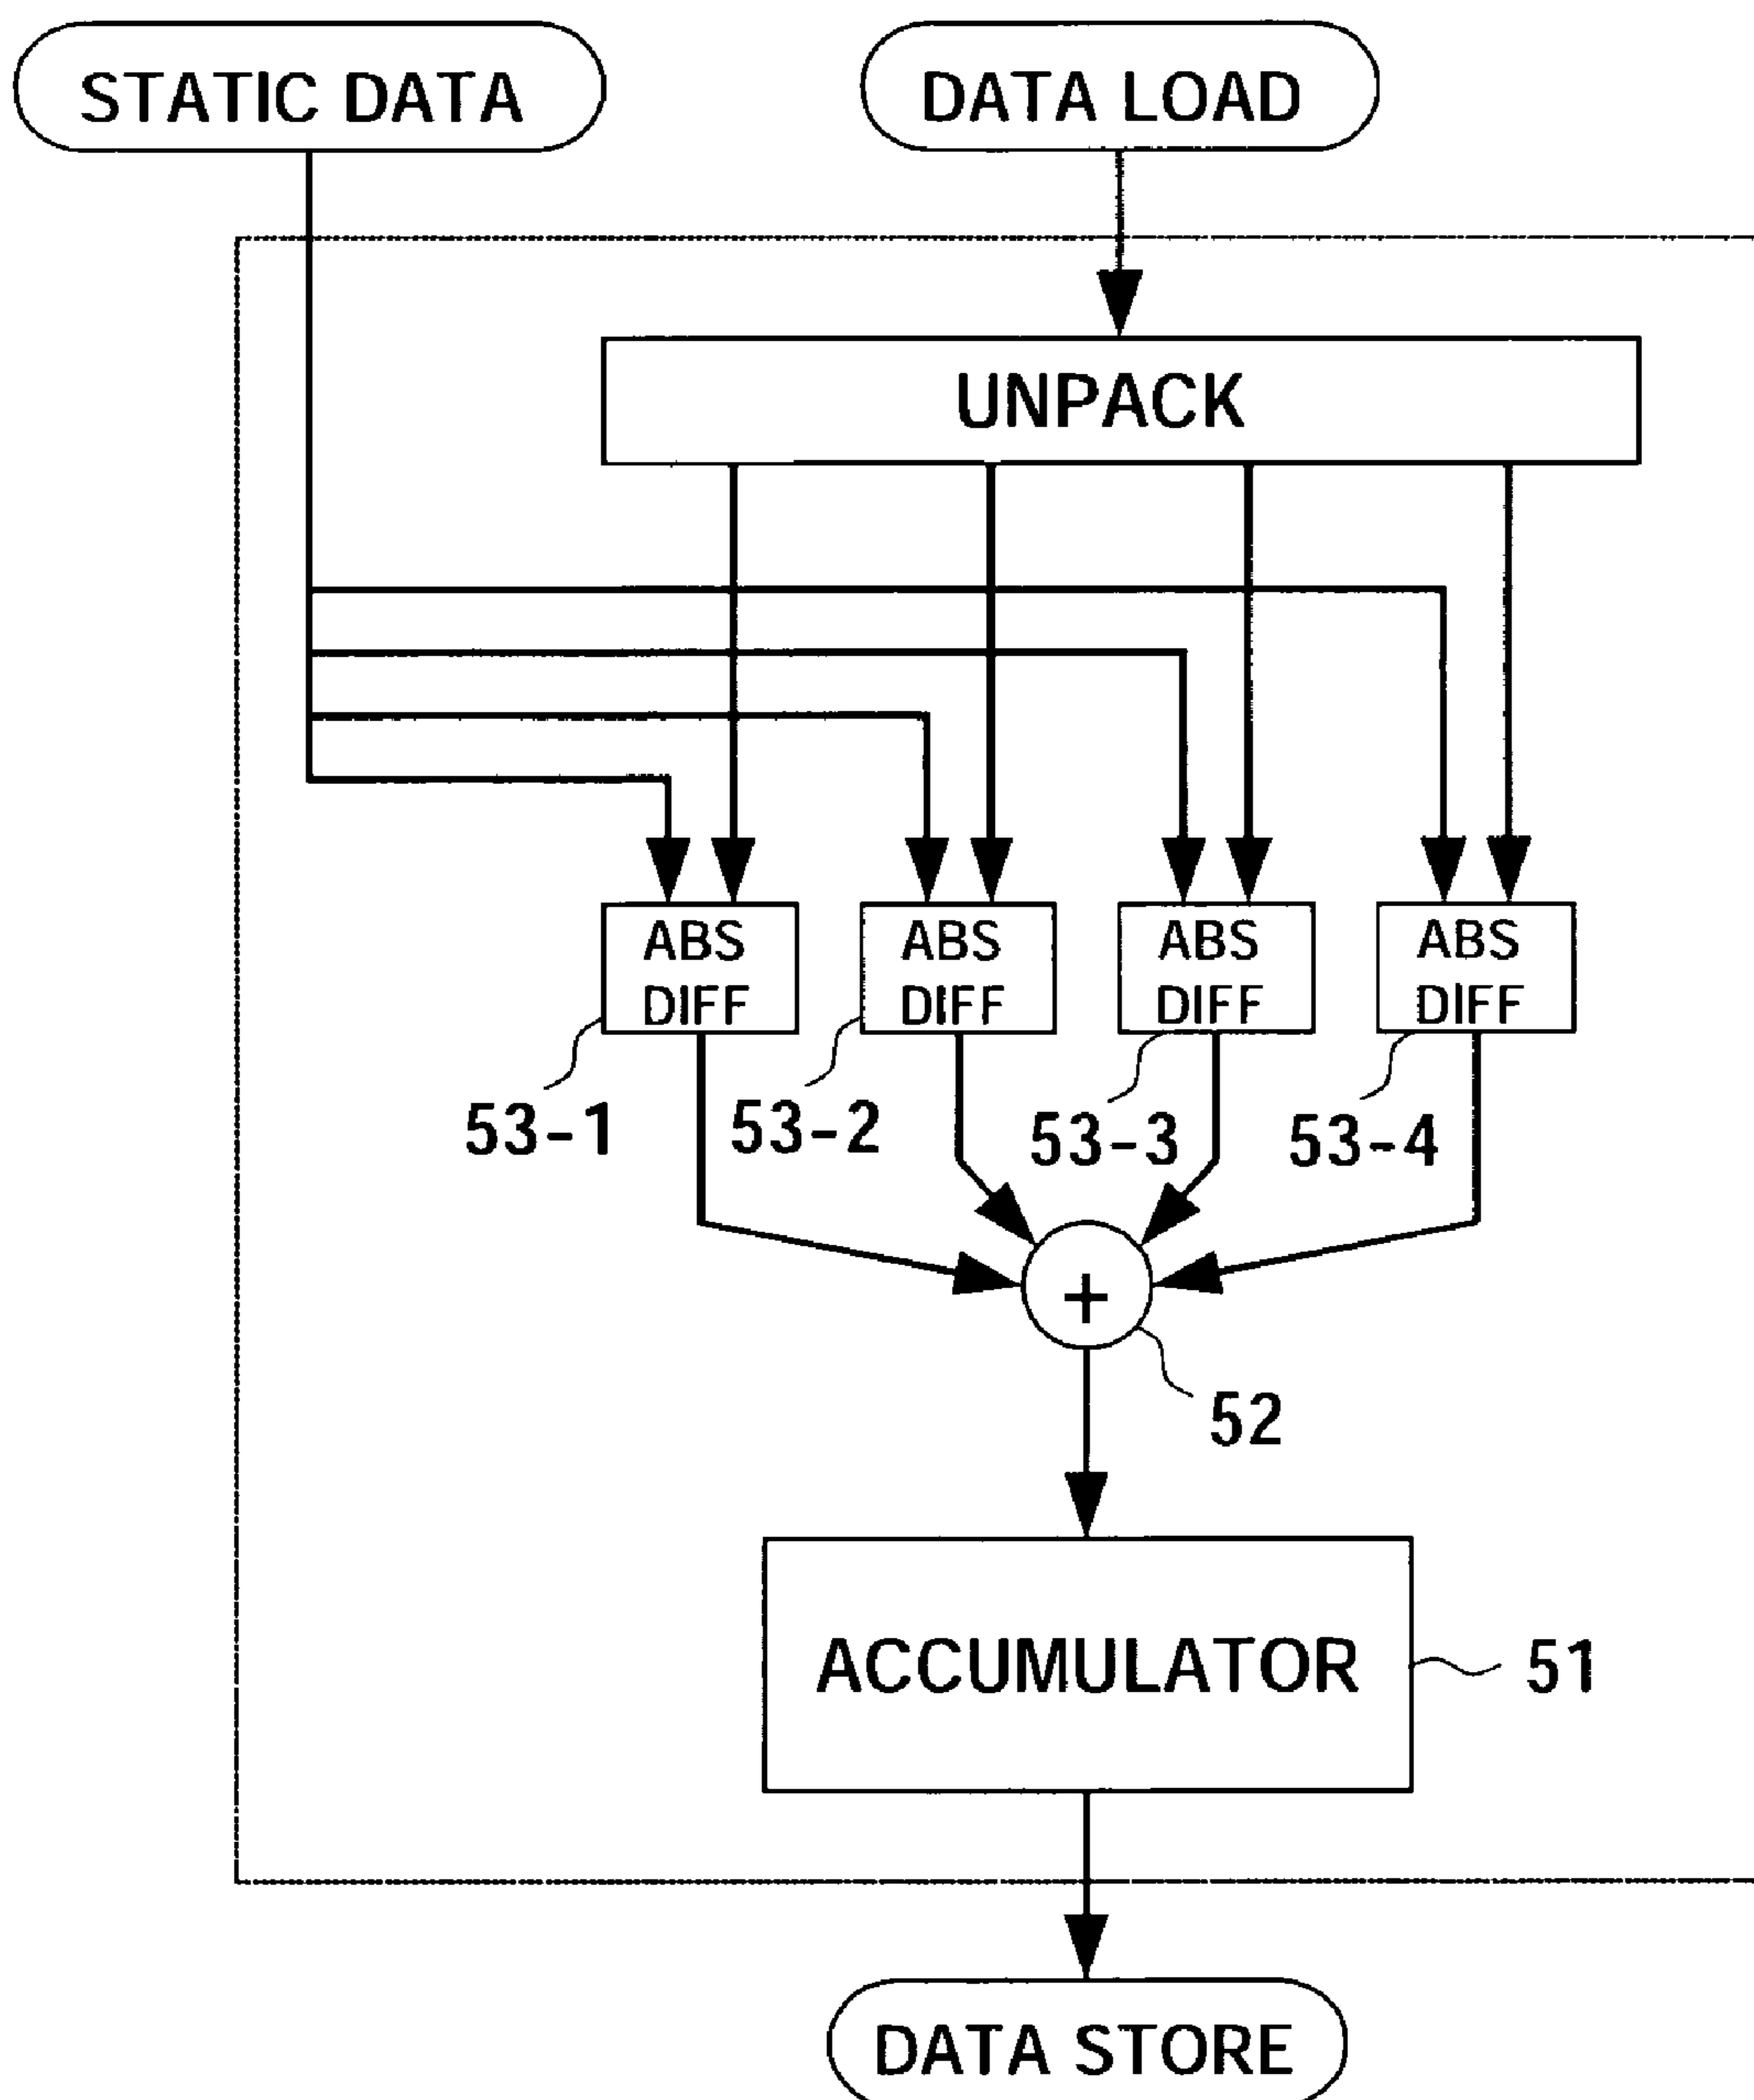 STATIC DATA
DATA LOAD
UNPACK
ABS
DIFF
ABS
DIFF
ABS
DIFF
ABS
DIFF
53-1
53-2
53-3
53-4
+
52
ACCUMULATOR
51
DATA STORE